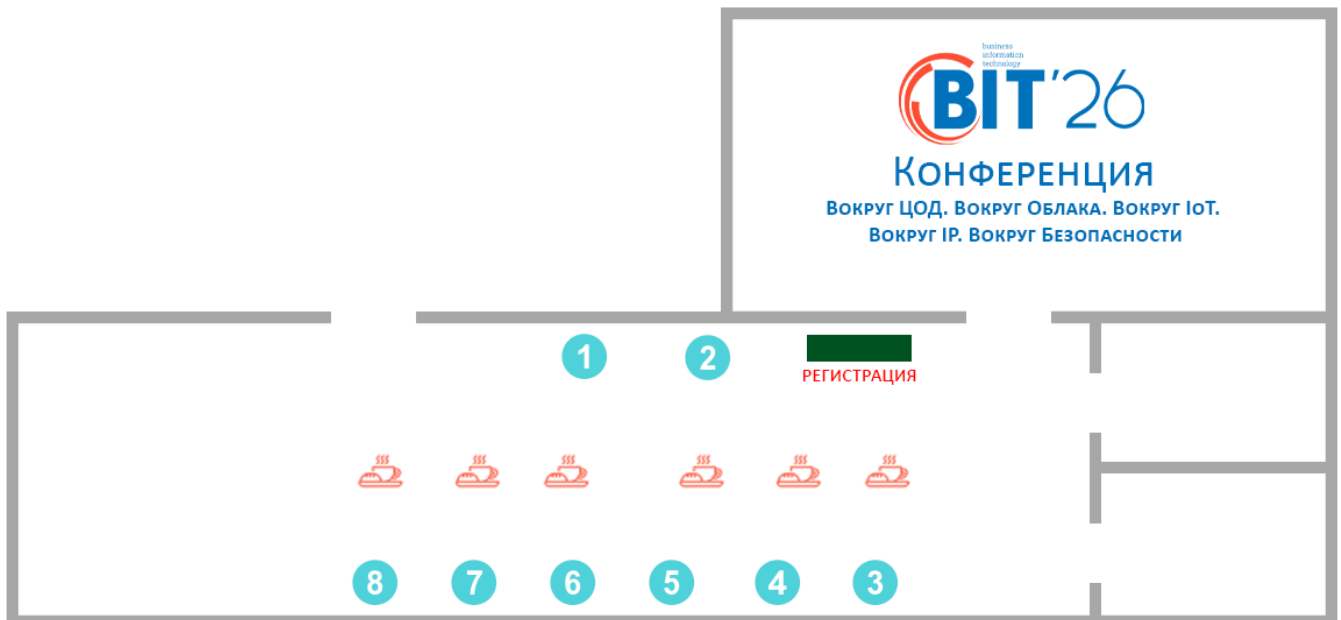 business
information
technology
BIT'26
Конференция
Вокруг ЦОД. Вокруг Облака. Вокруг IoT.
Вокруг IP. Вокруг Безопасности
1
2
РЕГИСТРАЦИЯ
8
7
6
5
4
3